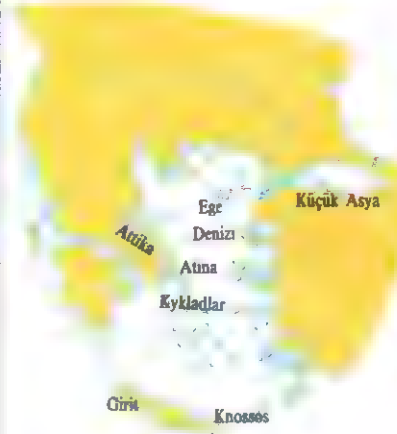 Ege
Denizi
Küçük Asya
Attika
Atina
Kykladlar
Girit
Knossos